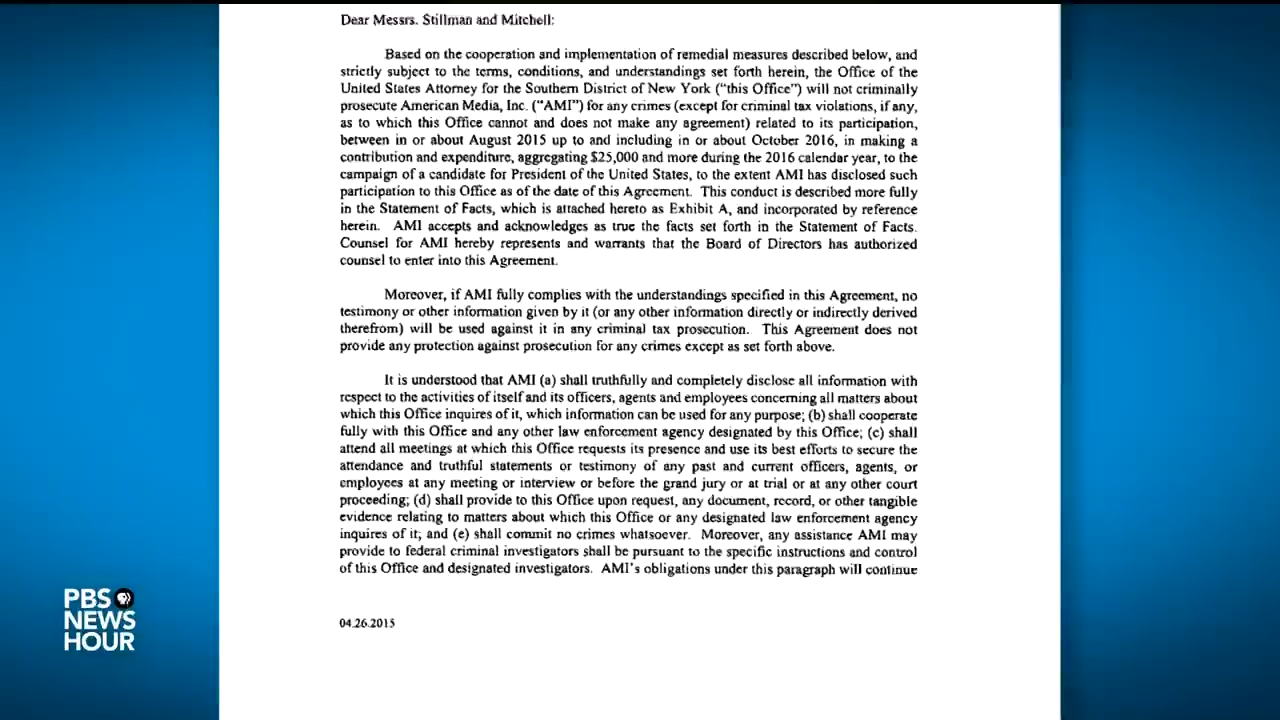 Dear Messrs. Stillman and Mitchell:
Based on the cooperation and implementation of remedial measures described below, and
strictly subject to the terms, conditions, and understandings set forth herein, the Office of the
United States Attorney for the Southern District of New York ("this Office") will not criminally
prosecute American Media, Inc. ("AMI") for any crimes (except for criminal tax violations, if any,
as to which this Office cannot and does not make any agreement) related to its participation,
between in or about August 2015 up to and including in or about October 2016, in making a
contribution and expenditure, aggregating $25,000 and more during the 2016 calendar year, to the
campaign of a candidate for President of the United States, to the extent AMI has disclosed such
participation to this Office as of the date of this Agreement. This conduct is described more fully
in the Statement of Facts, which is attached hereto as Exhibit A, and incorporated by reference
herein. AMI accepts and acknowledges as true the facts set forth in the Statement of Facts.
Counsel for AMI hereby represents and warrants that the Board of Directors has authorized
counsel to enter into this Agreement.
Moreover, if AMI fully complies with the understandings specified in this Agreement, no
testimony or other information given by it (or any other information directly or indirectly derived
therefrom) will be used against it in any criminal tax prosecution. This Agreement does not
provide any protection against prosecution for any crimes except as set forth above.
It is understood that AMI (a) shall truthfully and completely disclose all information with
respect to the activities of itself and its officers, agents and employees concerning all matters about
which this Office inquires of it, which information can be used for any purpose; (b) shall cooperate
fully with this Office and any other law enforcement agency designated by this Office; (c) shall
attend all meetings at which this Office requests its presence and use its best efforts to secure the
attendance and truthful statements or testimony of any past and current officers, agents, or
employees at any meeting or interview or before the grand jury or at trial or at any other court
proceeding; (d) shall provide to this Office upon request, any document, record, or other tangible
evidence relating to matters about which this Office or any designated law enforcement agency
inquires of it; and (e) shall commit no crimes whatsoever. Moreover, any assistance AMI may
provide to federal criminal investigators shall be pursuant to the specific instructions and control
of this Office and designated investigators. AMI's obligations under this paragraph will continue
04.26.2015
PBS
NEWS
HOUR